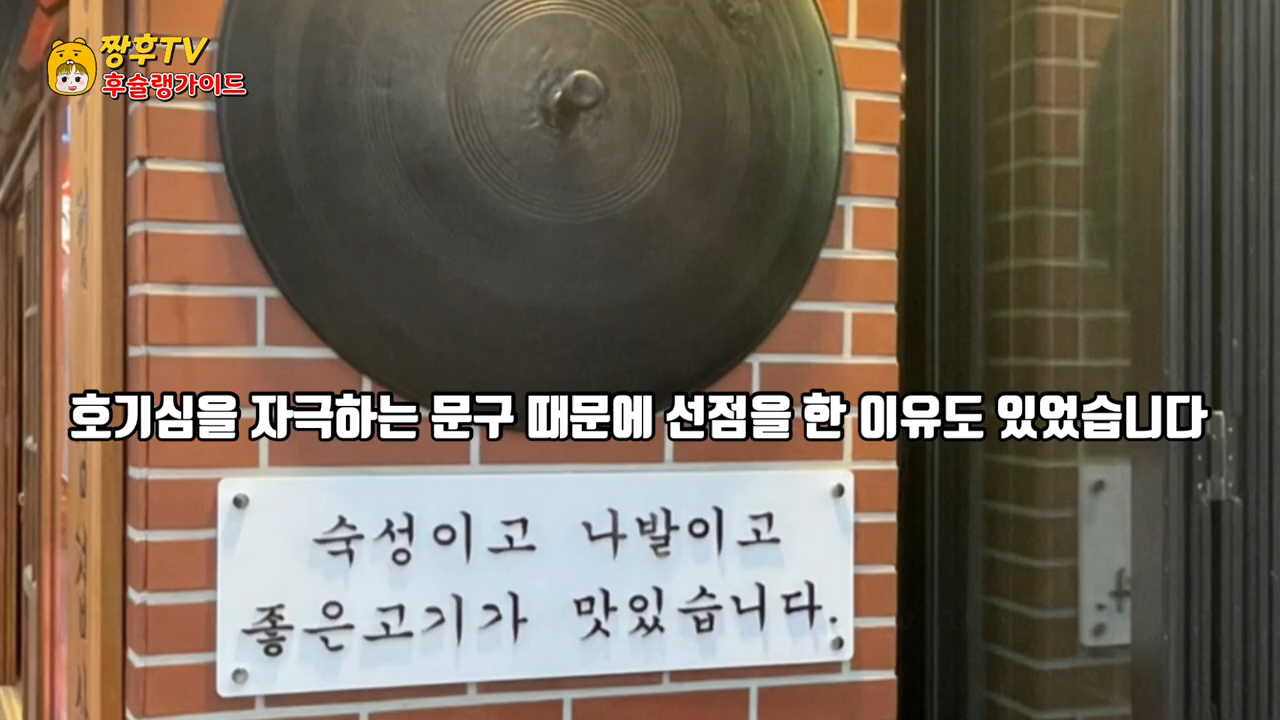 짱후TV
후슐랭가이드
호기심을 자극하는 문구 때문에 선점을 한 이유도 있었습니다
숙성이고 나발이고
좋은고기가 맛있습니다.